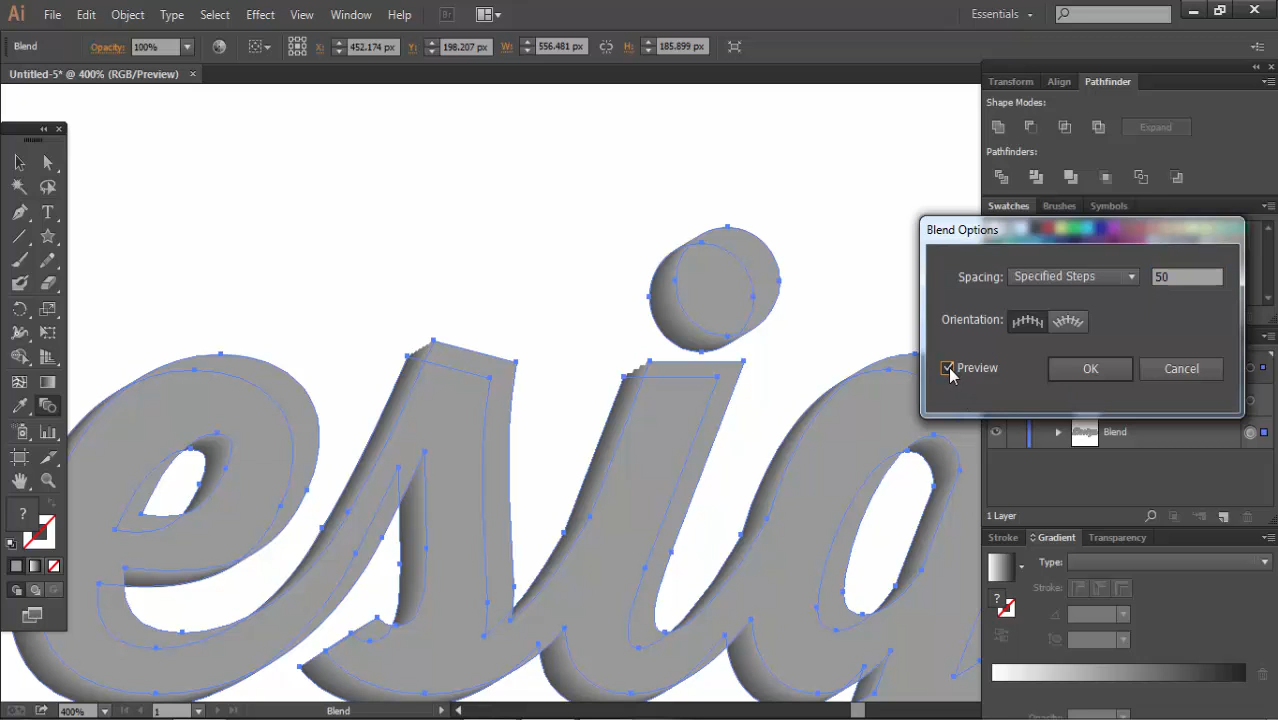 Ai File Edit Object Type Select Effect View Window Help Br Essentials
Blend Opacity: 100% X: 452.174 px Y: 198.207 px W: 556.481 px H: 185.899 px
Untitled-5* @ 400% (RGB/Preview) ×
Transform Align Pathfinder
Shape Modes:
Expand
Pathfinders:
Swatches Brushes Symbols
Blend Options
Spacing: Specified Steps 50
Orientation:
Preview OK Cancel
esig
Blend
1 Layer
Stroke Gradient Transparency
Type:
Stroke:
?
?
Opacity:
400% 1 Blend